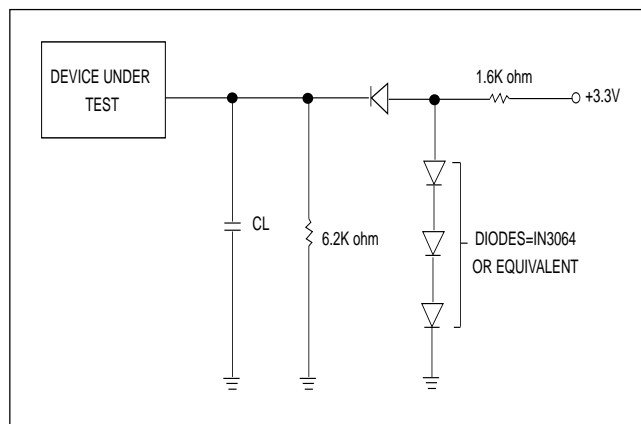 DEVICE UNDER
TEST
1.6K ohm
+3.3V
CL
6.2K ohm
DIODES=IN3064
OR EQUIVALENT